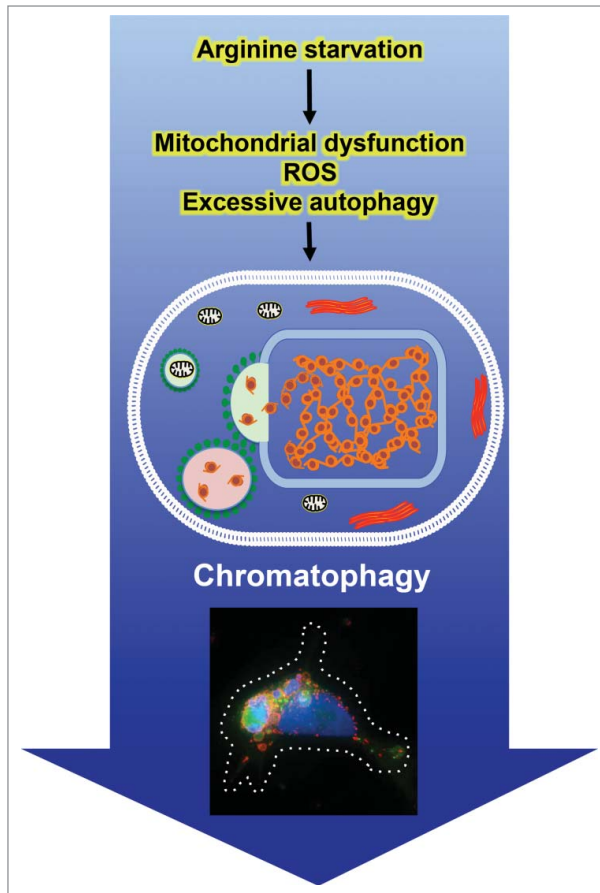 Arginine starvation
Mitochondrial dysfunction
ROS
Excessive autophagy
Chromatophagy